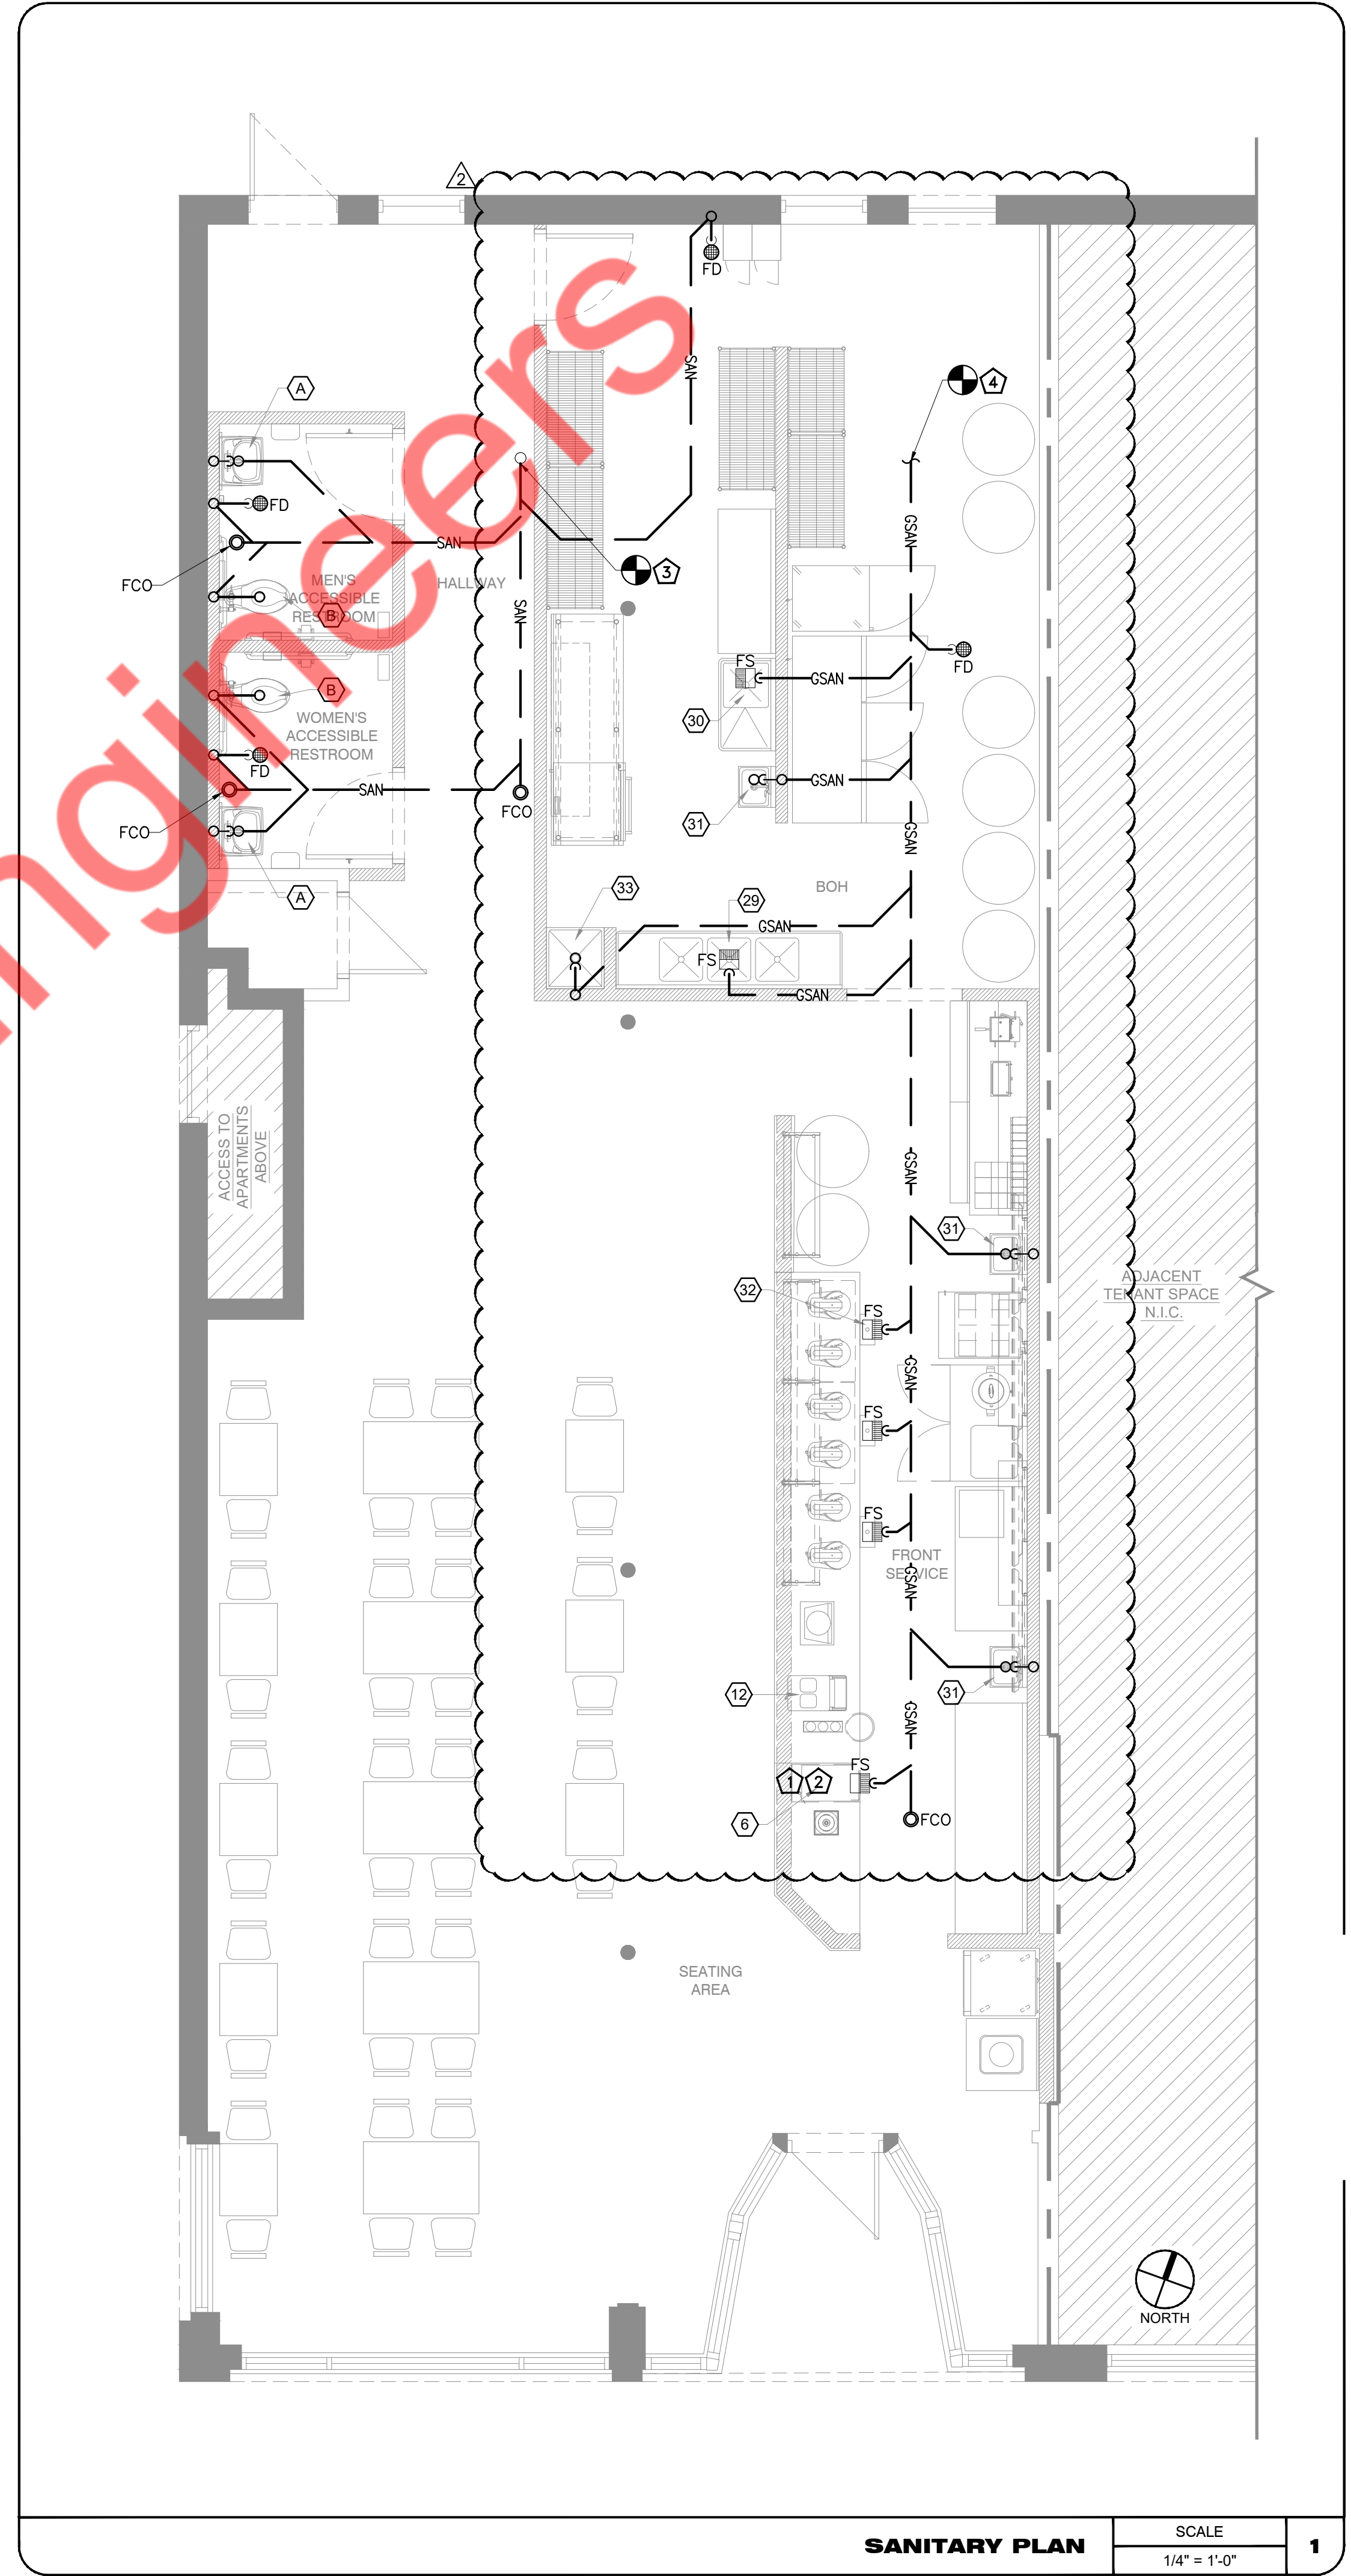 2
FD
SAN
A
4
FD
GSAN
FCO
SAN
3
MEN'S
ACCESSIBLE
RESTROOM
HALLWAY
B
SAN
FD
FS
GSAN
30
B
WOMEN'S
ACCESSIBLE
RESTROOM
FD
SAN
GSAN
FCO
FCO
31
GSAN
A
33
29
BOH
GSAN
FS
GSAN
ACCESS TO
APARTMENTS
ABOVE
GSAN
31
ADJACENT
TENANT SPACE
N.I.C.
32
FS
GSAN
FS
FS
FRONT
SERVICE
GSAN
12
31
GSAN
FS
1
2
6
FCO
SEATING
AREA
NORTH
SANITARY PLAN
SCALE
1/4" = 1'-0"
1
ngineers